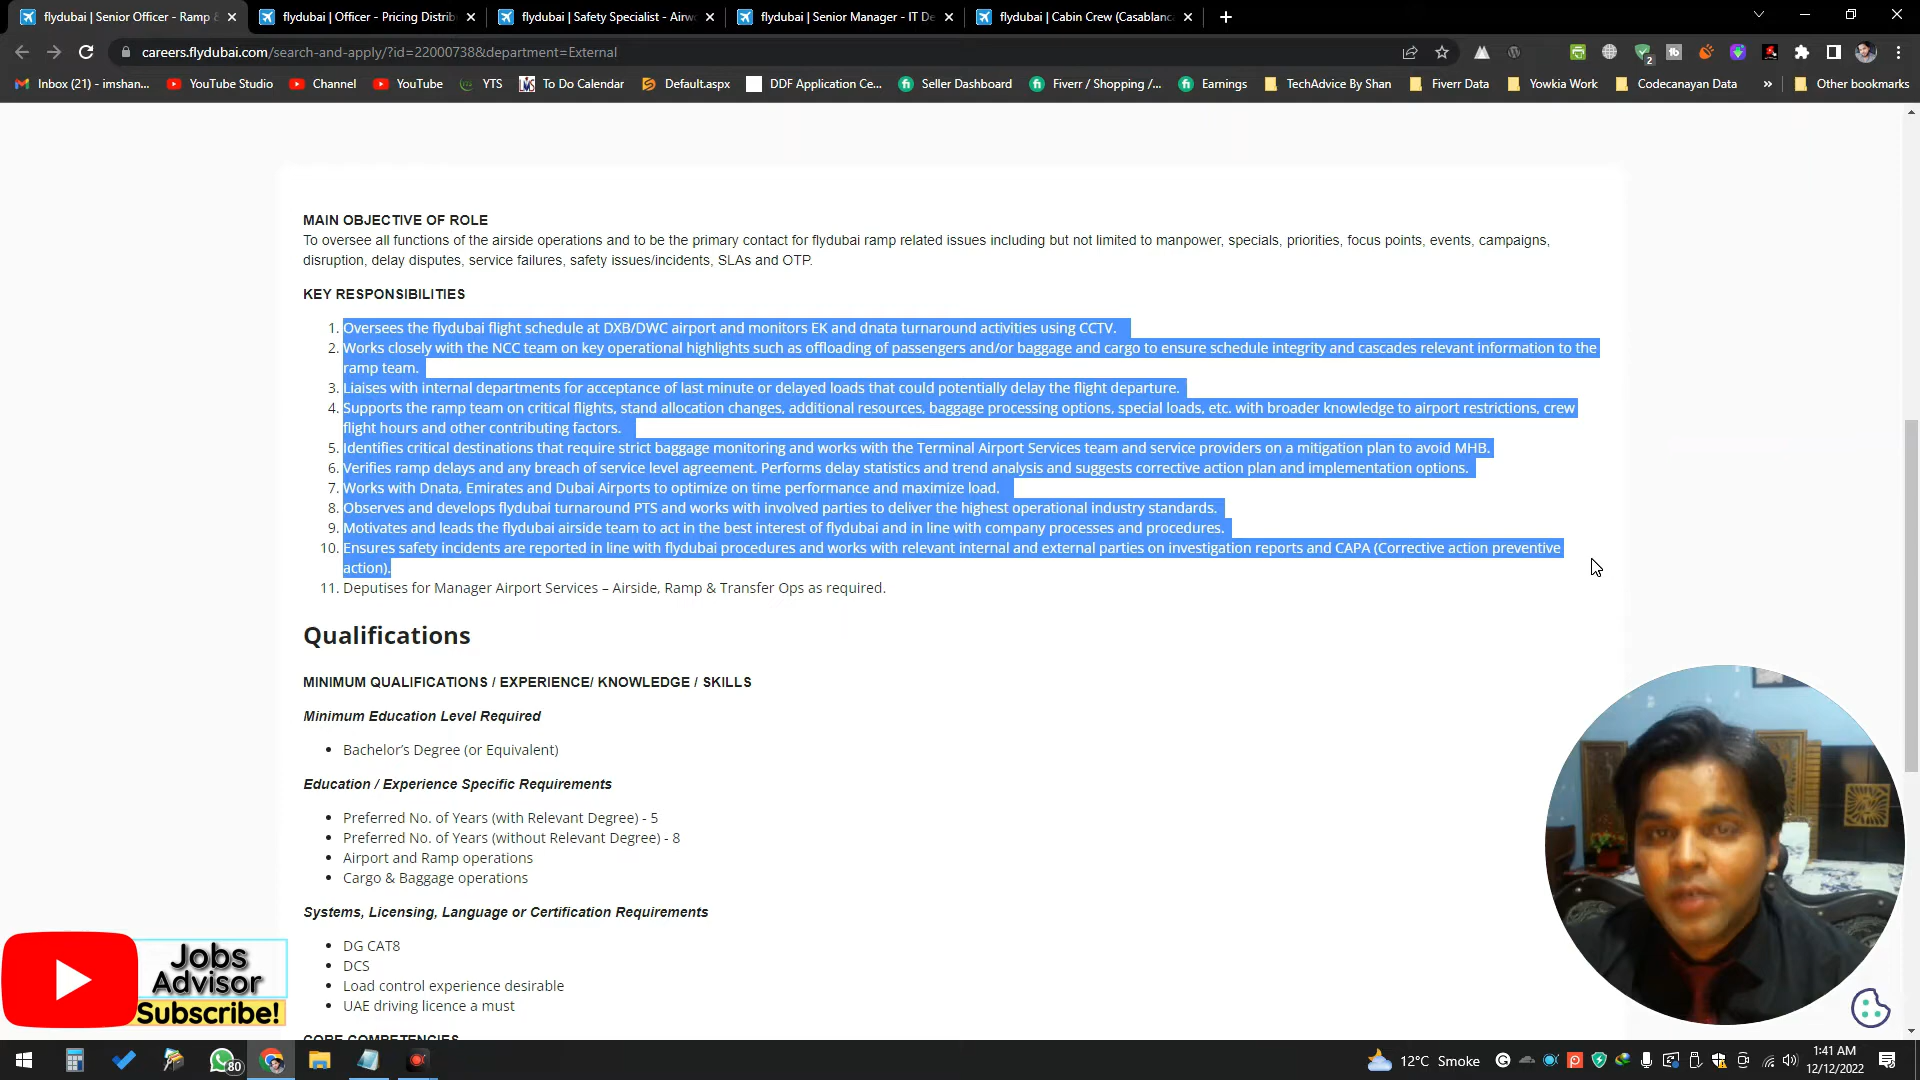 flydubai | Senior Officer - Ramp &
flydubai | Officer - Pricing Distrib
flydubai | Safety Specialist - Airw
flydubai | Senior Manager - IT De
flydubai | Cabin Crew (Casablanc
careers.flydubai.com/search-and-apply/?id=22000738&department=External
2
Inbox (21) - imshan...
YouTube Studio
Channel
YouTube
YTS
To Do Calendar
Default.aspx
DDF Application Ce...
Seller Dashboard
Fiverr / Shopping /...
Earnings
TechAdvice By Shan
Fiverr Data
Yowkia Work
Codecanayan Data
»
Other bookmarks
MAIN OBJECTIVE OF ROLE
To oversee all functions of the airside operations and to be the primary contact for flydubai ramp related issues including but not limited to manpower, specials, priorities, focus points, events, campaigns,
disruption, delay disputes, service failures, safety issues/incidents, SLAs and OTP.
KEY RESPONSIBILITIES
1. Oversees the flydubai flight schedule at DXB/DWC airport and monitors EK and dnata turnaround activities using CCTV.
2. Works closely with the NCC team on key operational highlights such as offloading of passengers and/or baggage and cargo to ensure schedule integrity and cascades relevant information to the
ramp team.
3. Liaises with internal departments for acceptance of last minute or delayed loads that could potentially delay the flight departure.
4. Supports the ramp team on critical flights, stand allocation changes, additional resources, baggage processing options, special loads, etc. with broader knowledge to airport restrictions, crew
flight hours and other contributing factors.
5. Identifies critical destinations that require strict baggage monitoring and works with the Terminal Airport Services team and service providers on a mitigation plan to avoid MHB.
6. Verifies ramp delays and any breach of service level agreement. Performs delay statistics and trend analysis and suggests corrective action plan and implementation options.
7. Works with Dnata, Emirates and Dubai Airports to optimize on time performance and maximize load.
8. Observes and develops flydubai turnaround PTS and works with involved parties to deliver the highest operational industry standards.
9. Motivates and leads the flydubai airside team to act in the best interest of flydubai and in line with company processes and procedures.
10. Ensures safety incidents are reported in line with flydubai procedures and works with relevant internal and external parties on investigation reports and CAPA (Corrective action preventive
action).
11. Deputises for Manager Airport Services – Airside, Ramp & Transfer Ops as required.
Qualifications
MINIMUM QUALIFICATIONS / EXPERIENCE/ KNOWLEDGE / SKILLS
Minimum Education Level Required
• Bachelor’s Degree (or Equivalent)
Education / Experience Specific Requirements
• Preferred No. of Years (with Relevant Degree) - 5
• Preferred No. of Years (without Relevant Degree) - 8
• Airport and Ramp operations
• Cargo & Baggage operations
Systems, Licensing, Language or Certification Requirements
• DG CAT8
• DCS
• Load control experience desirable
• UAE driving licence a must
CORE COMPETENCIES
Jobs
Advisor
Subscribe!
80
12°C Smoke
1:41 AM
12/12/2022